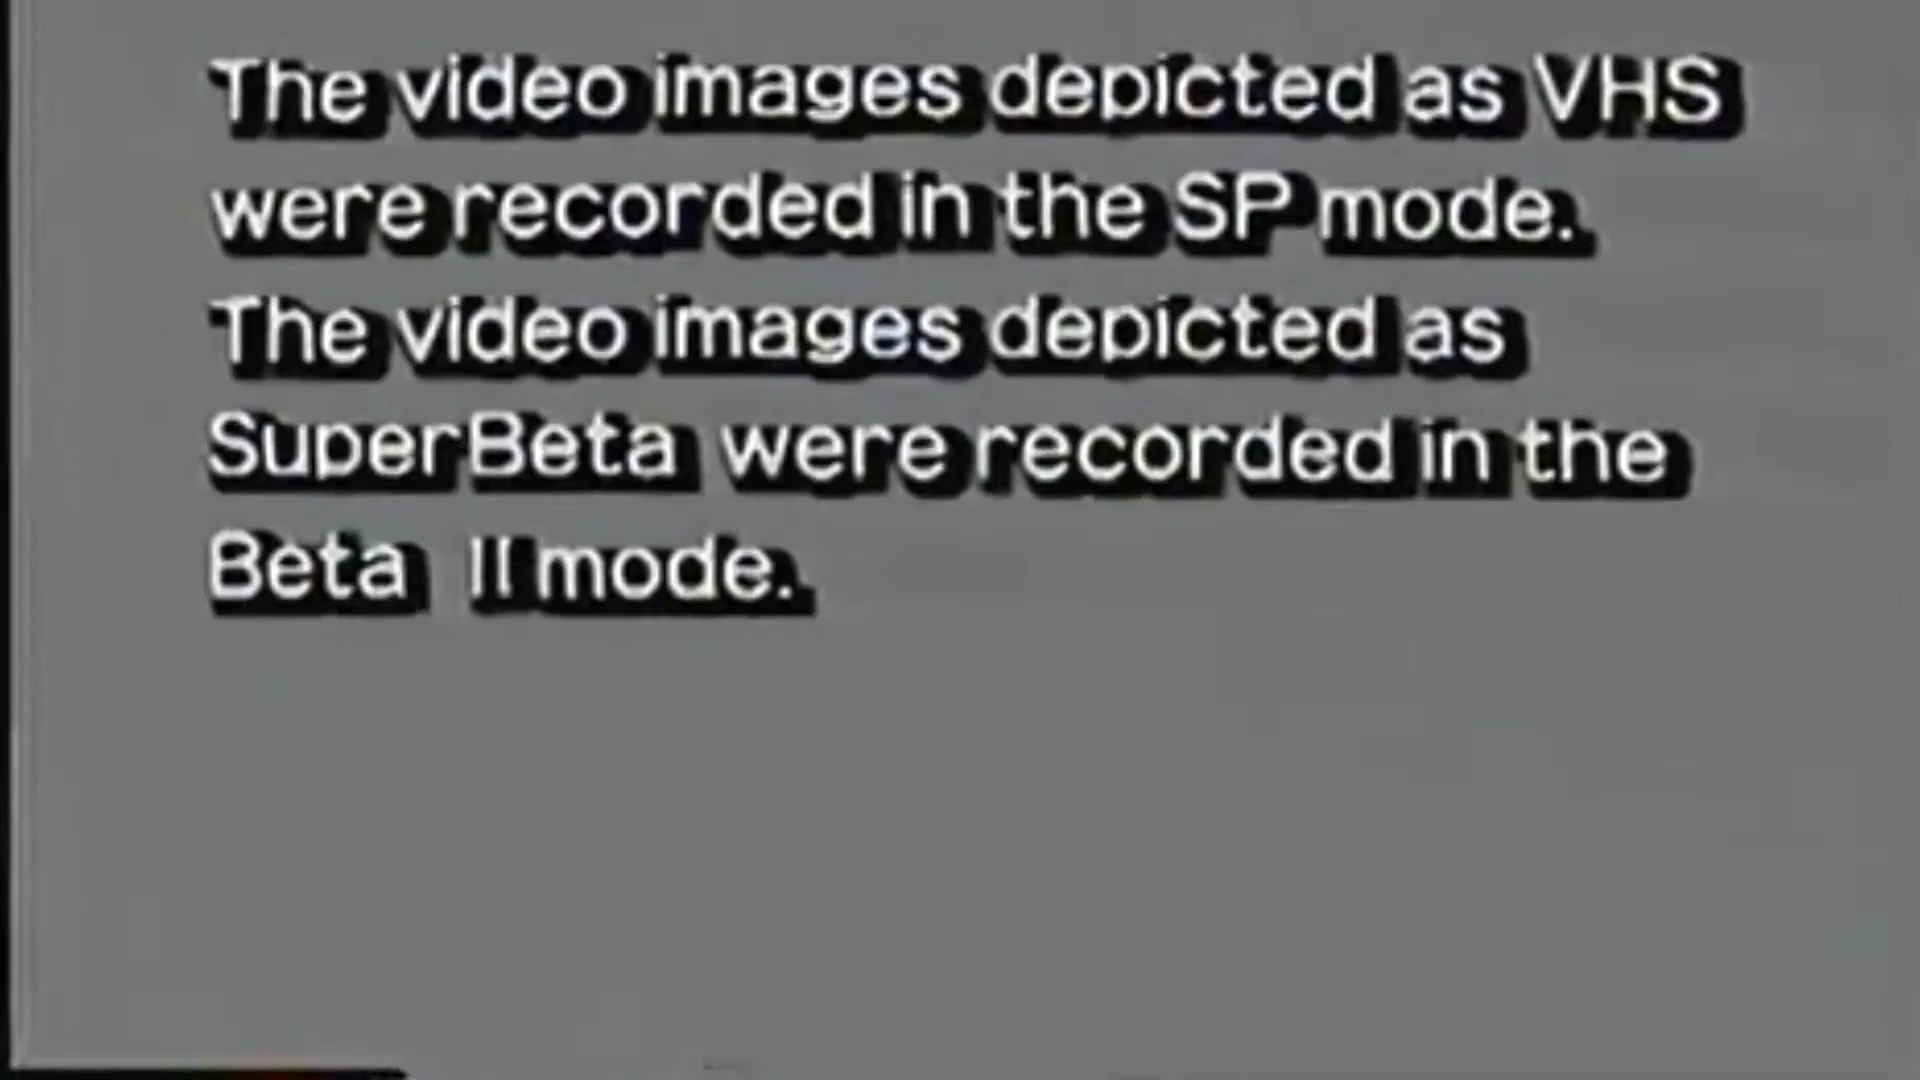 The video images depicted as VHS
were recorded in the SP mode.
The video images depicted as
SuperBeta were recorded in the
Beta II mode.